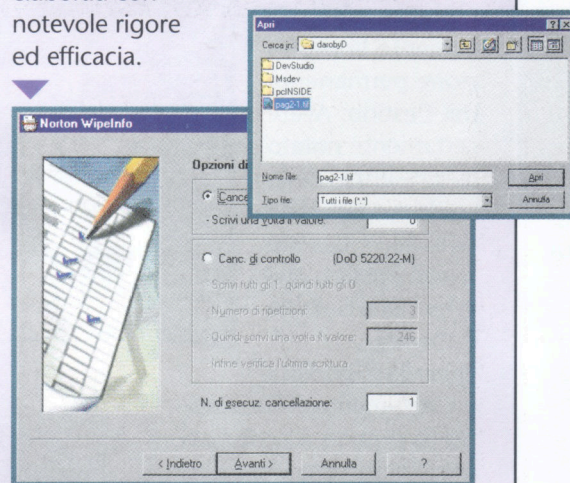 notevole rigore
ed efficacia.
Apri
Cerca in: darobyD
DevStudio
Msdev
pcINSIDE
pag2-1.tif
Nome file: pag2-1.tif Apri
Tipo file: Tutti i file (*.*) Annulla
Norton WipeInfo
Opzioni di
Cance
- Scrivi una volta il valore: 0
Canc. di controllo (DoD 5220.22-M)
- Scrivi tutti gli 1, quindi tutti gli 0
- Numero di ripetizioni: 3
- Quindi scrivi una volta il valore: 246
- Infine verifica l'ultima scrittura
N. di esecuz. cancellazione: 1
< Indietro Avanti > Annulla ?